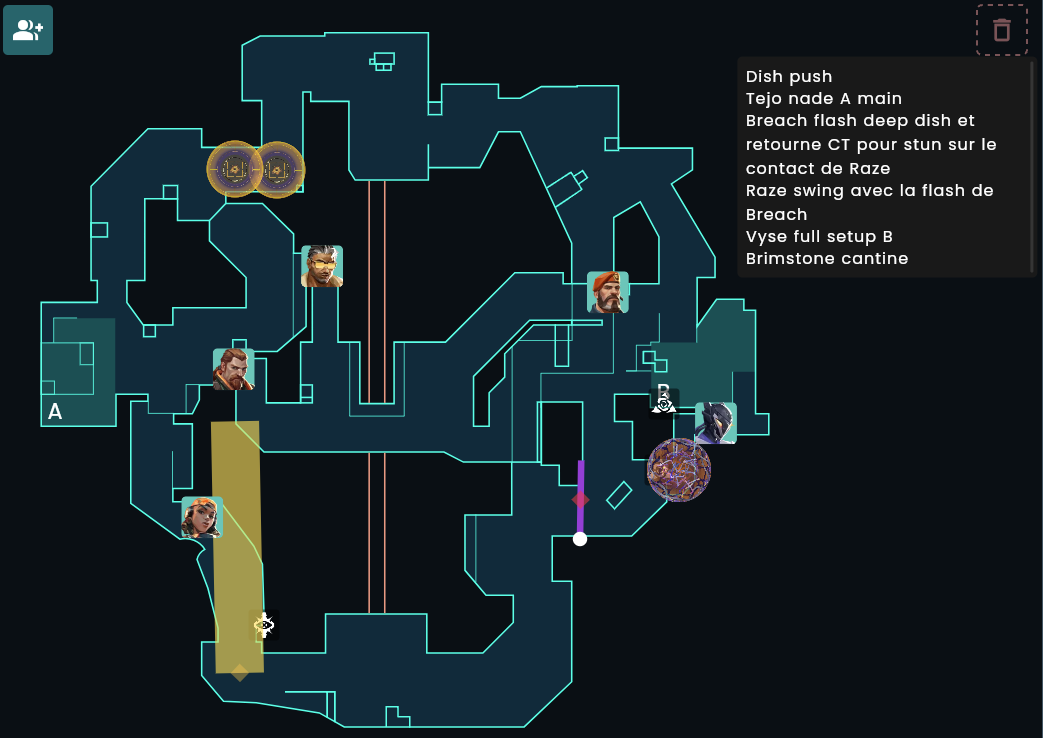 Dish push
Tejo nade A main
Breach flash deep dish et
retourne CT pour stun sur le
contact de Raze
Raze swing avec la flash de
Breach
Vyse full setup B
Brimstone cantine
A
B